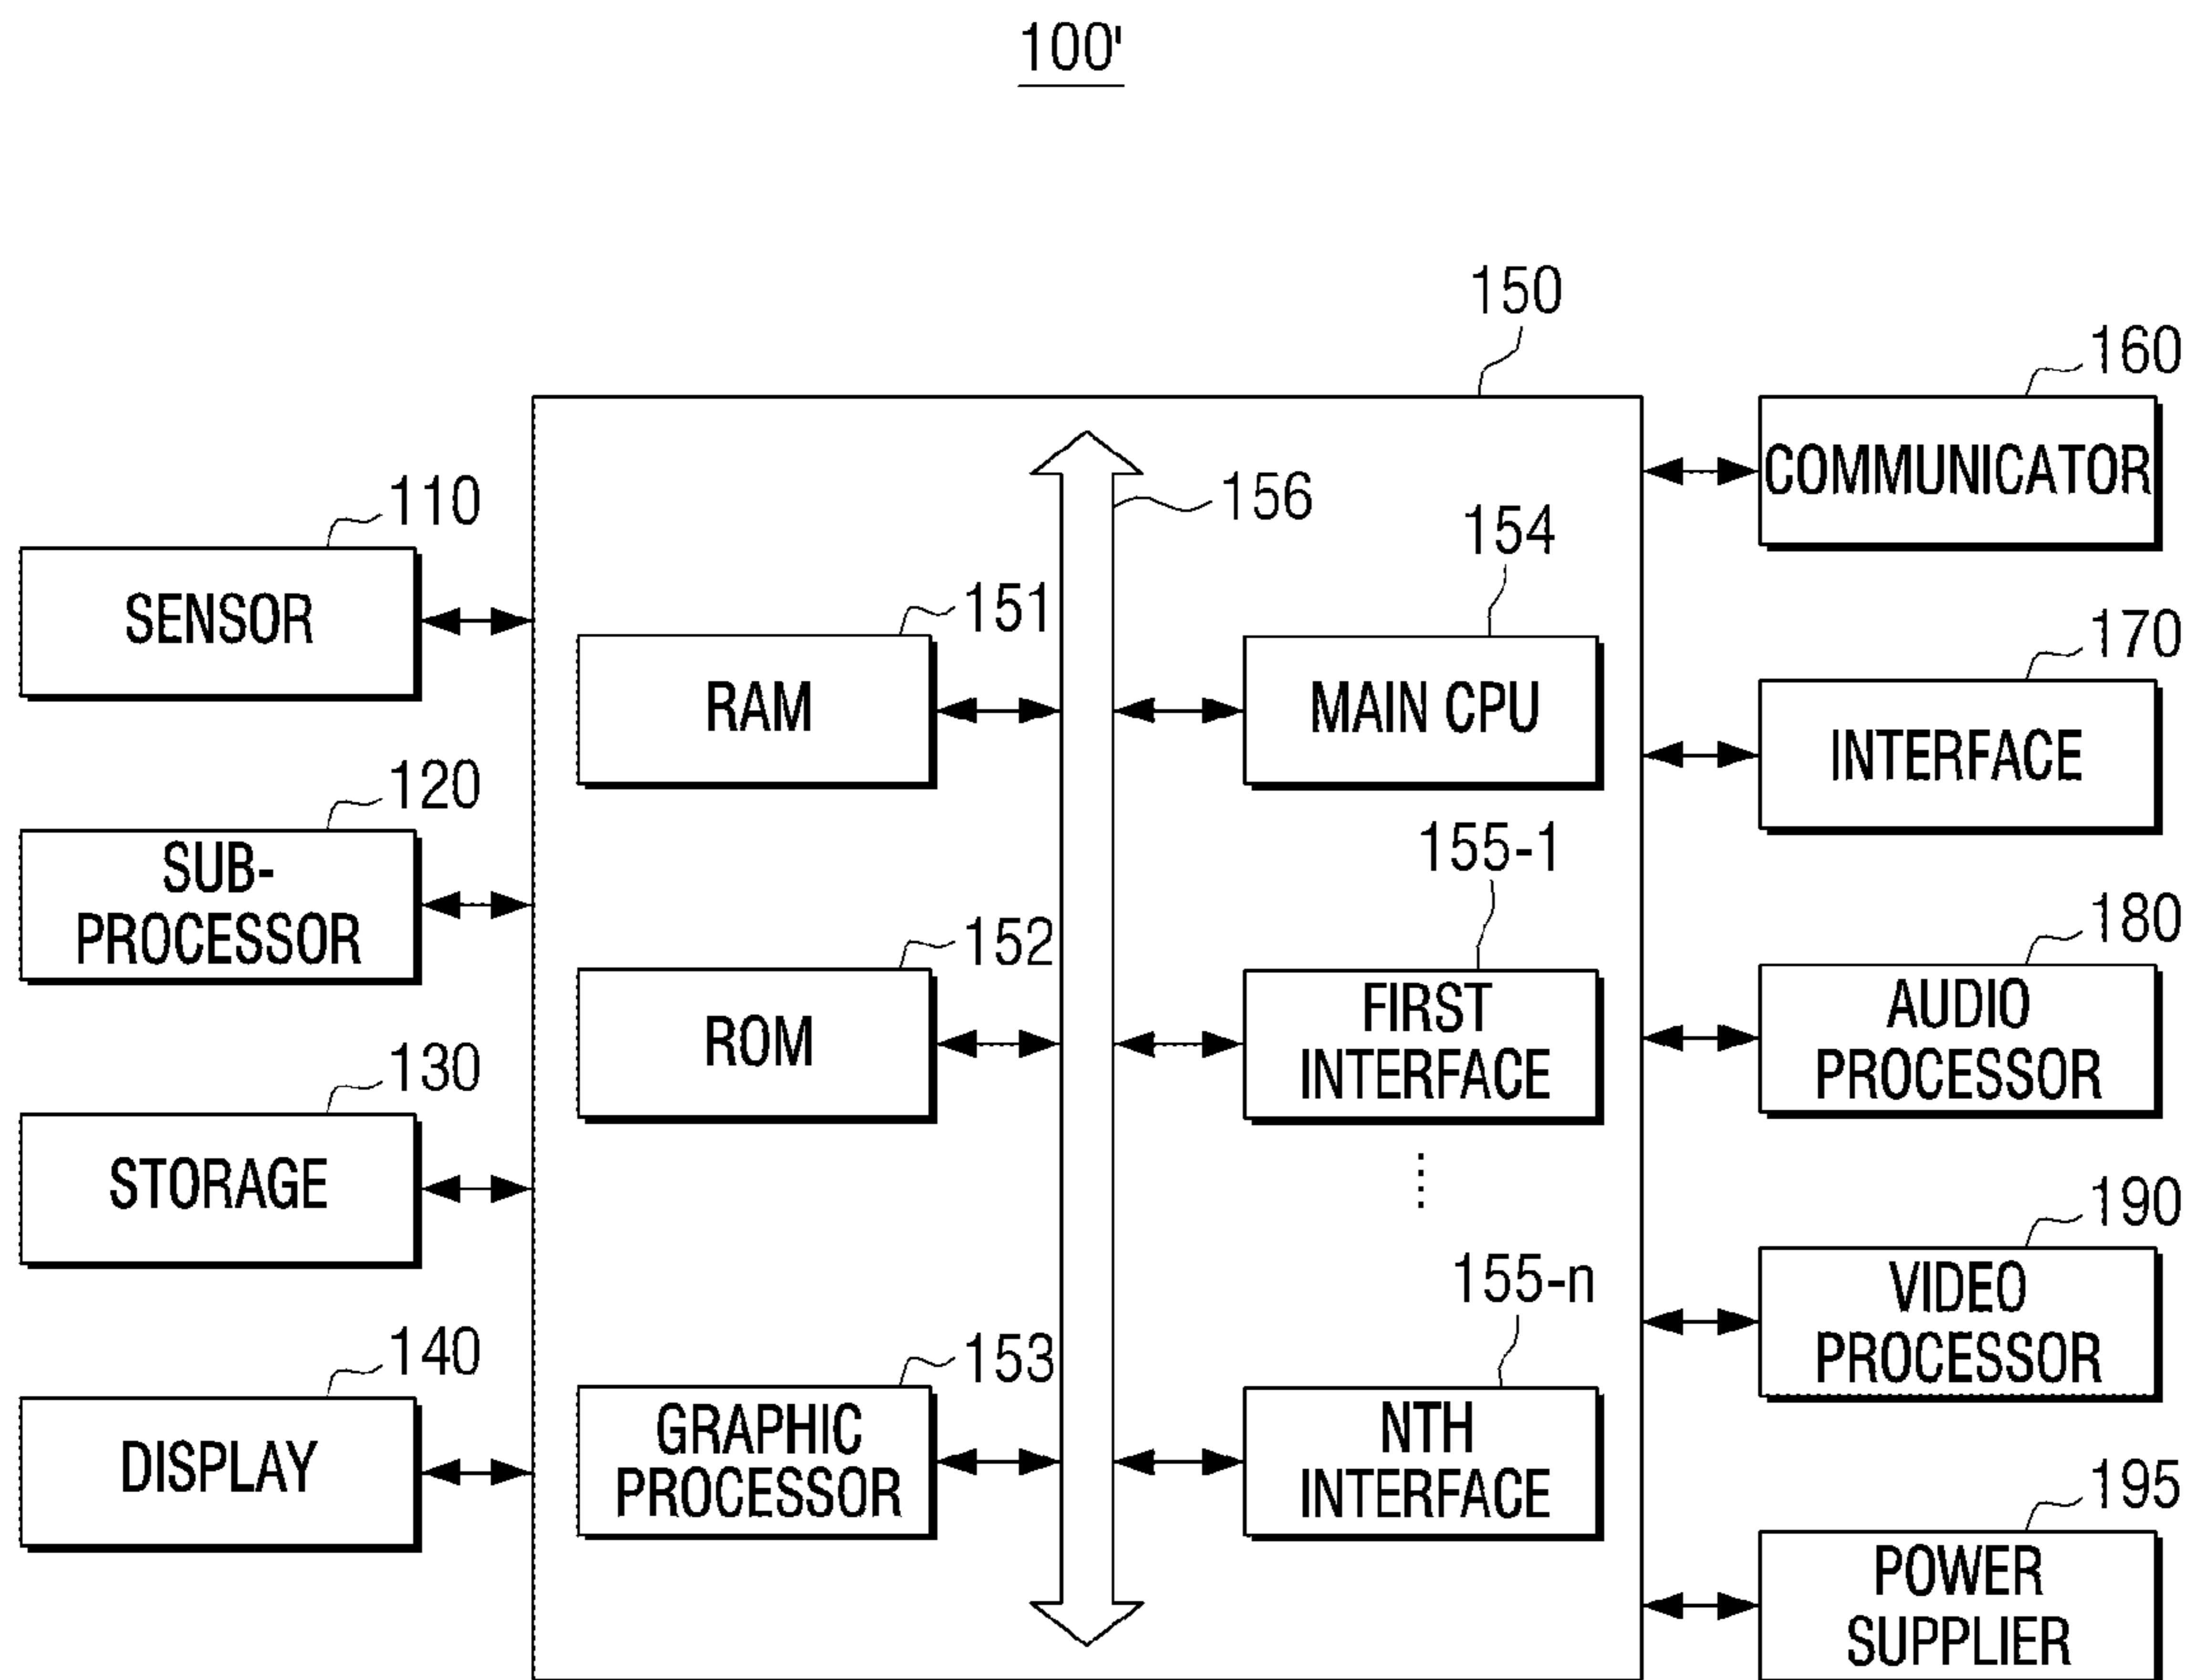 100'
150
160
COMMUNICATOR
110
SENSOR
156
154
151
RAM
MAIN CPU
170
INTERFACE
120
SUB-
PROCESSOR
155-1
152
ROM
FIRST
INTERFACE
180
AUDIO
PROCESSOR
130
STORAGE
190
VIDEO
PROCESSOR
155-n
140
DISPLAY
153
GRAPHIC
PROCESSOR
NTH
INTERFACE
195
POWER
SUPPLIER